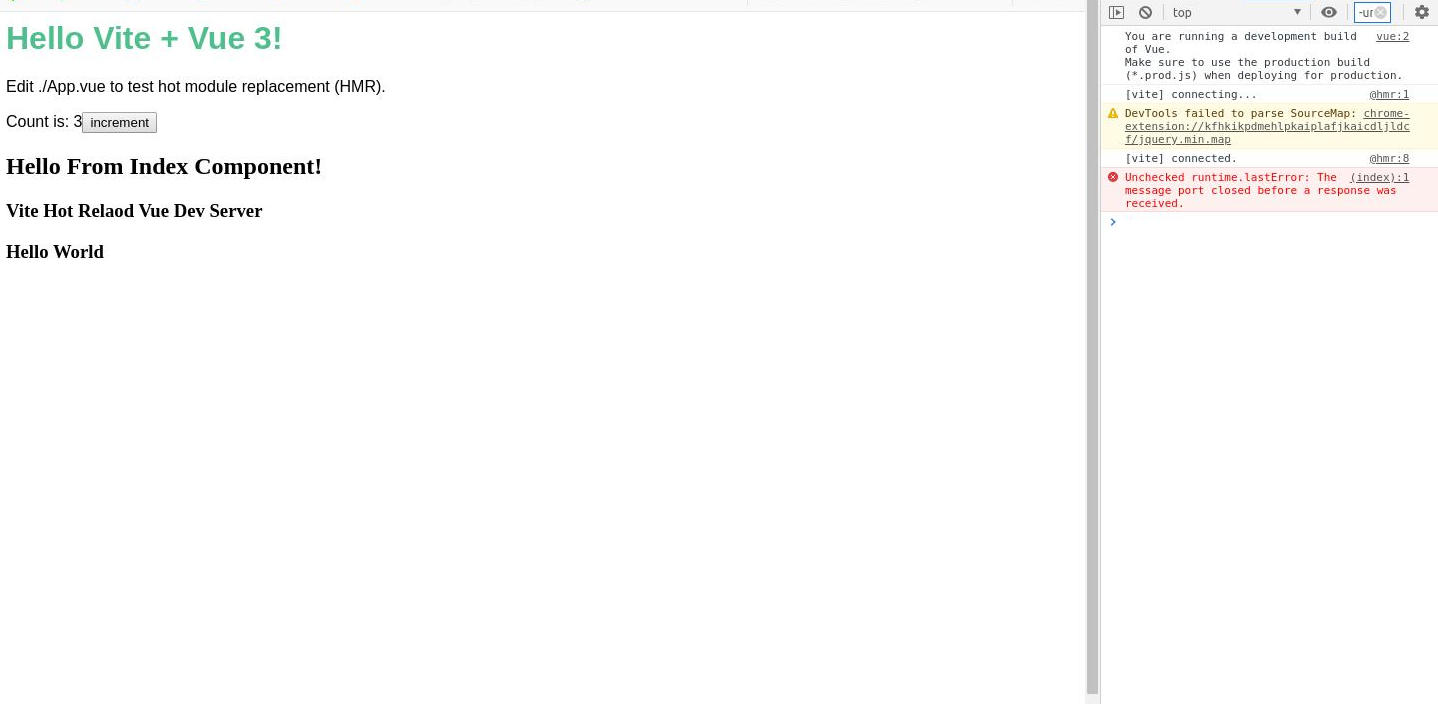 Hello Vite + Vue 3!
Edit ./App.vue to test hot module replacement (HMR).
Count is: 3 increment
Hello From Index Component!
Vite Hot Relaod Vue Dev Server
Hello World
top
You are running a development build vue:2
of Vue.
Make sure to use the production build
(*.prod.js) when deploying for production.
[vite] connecting... @hmr:1
DevTools failed to parse SourceMap: chrome-
extension://kfhkikpdmehlpkaiplafjkaicdljldc
f/jquery.min.map
[vite] connected. @hmr:8
Unchecked runtime.lastError: The (index):1
message port closed before a response was
received.